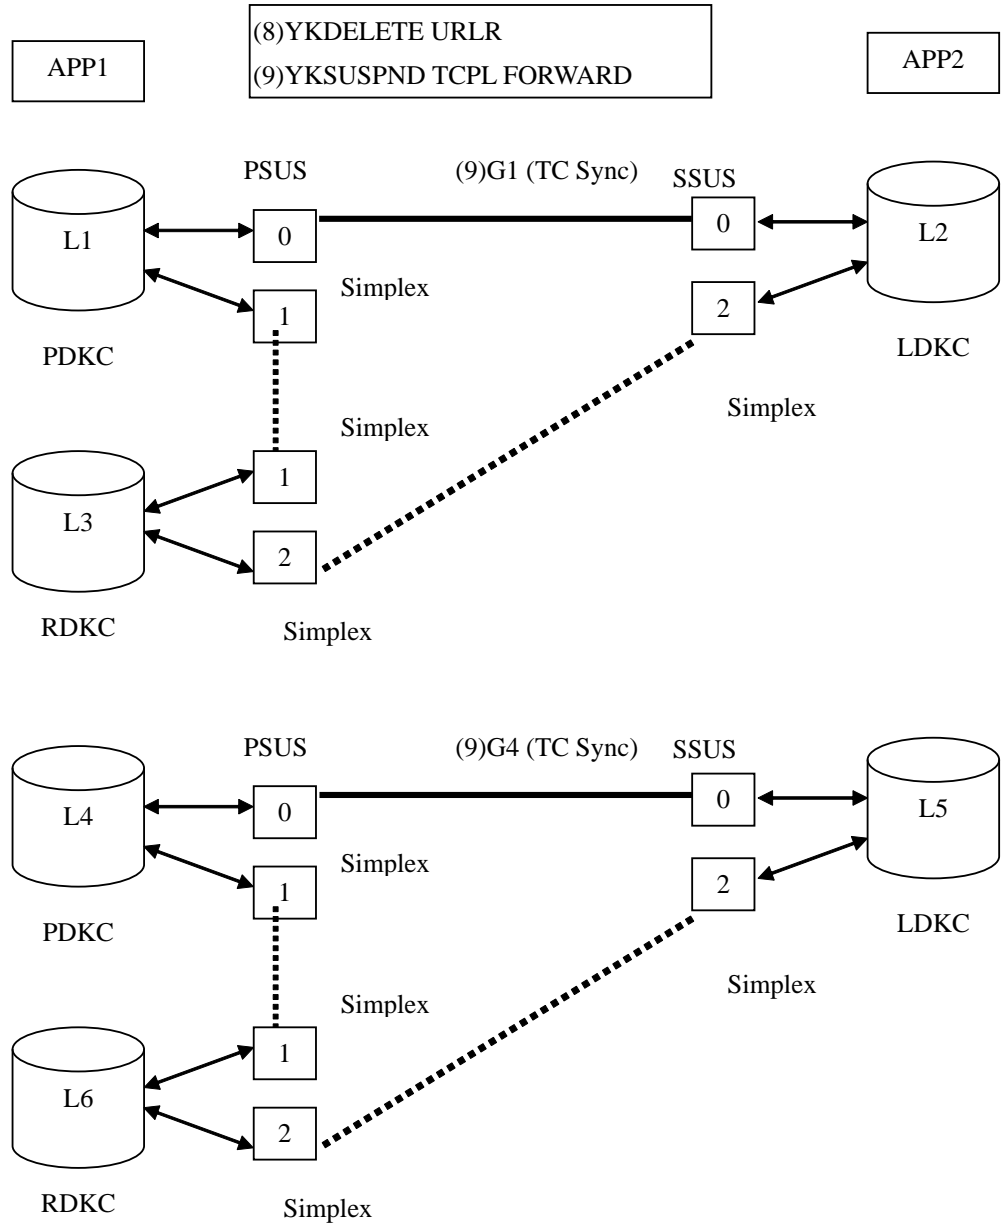 (8)YKDELETE URLR
(9)YKSUSPND TCPL FORWARD
APP1
APP2
PSUS
(9)G1 (TC Sync)
SSUS
L1
0
0
L2
Simplex
1
2
PDKC
LDKC
Simplex
Simplex
1
L3
2
RDKC
Simplex
PSUS
(9)G4 (TC Sync)
SSUS
L4
0
0
L5
Simplex
1
2
PDKC
LDKC
Simplex
Simplex
1
L6
2
RDKC
Simplex